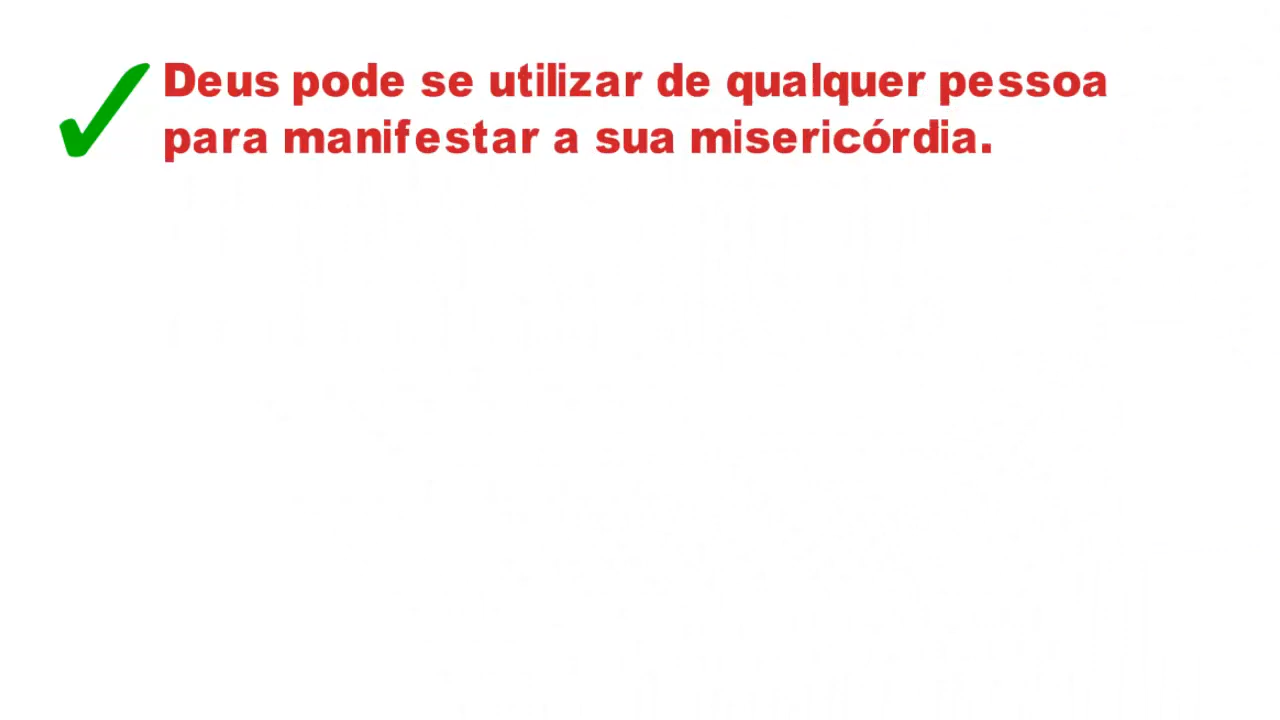 Deus pode se utilizar de qualquer pessoa
para manifestar a sua misericórdia.